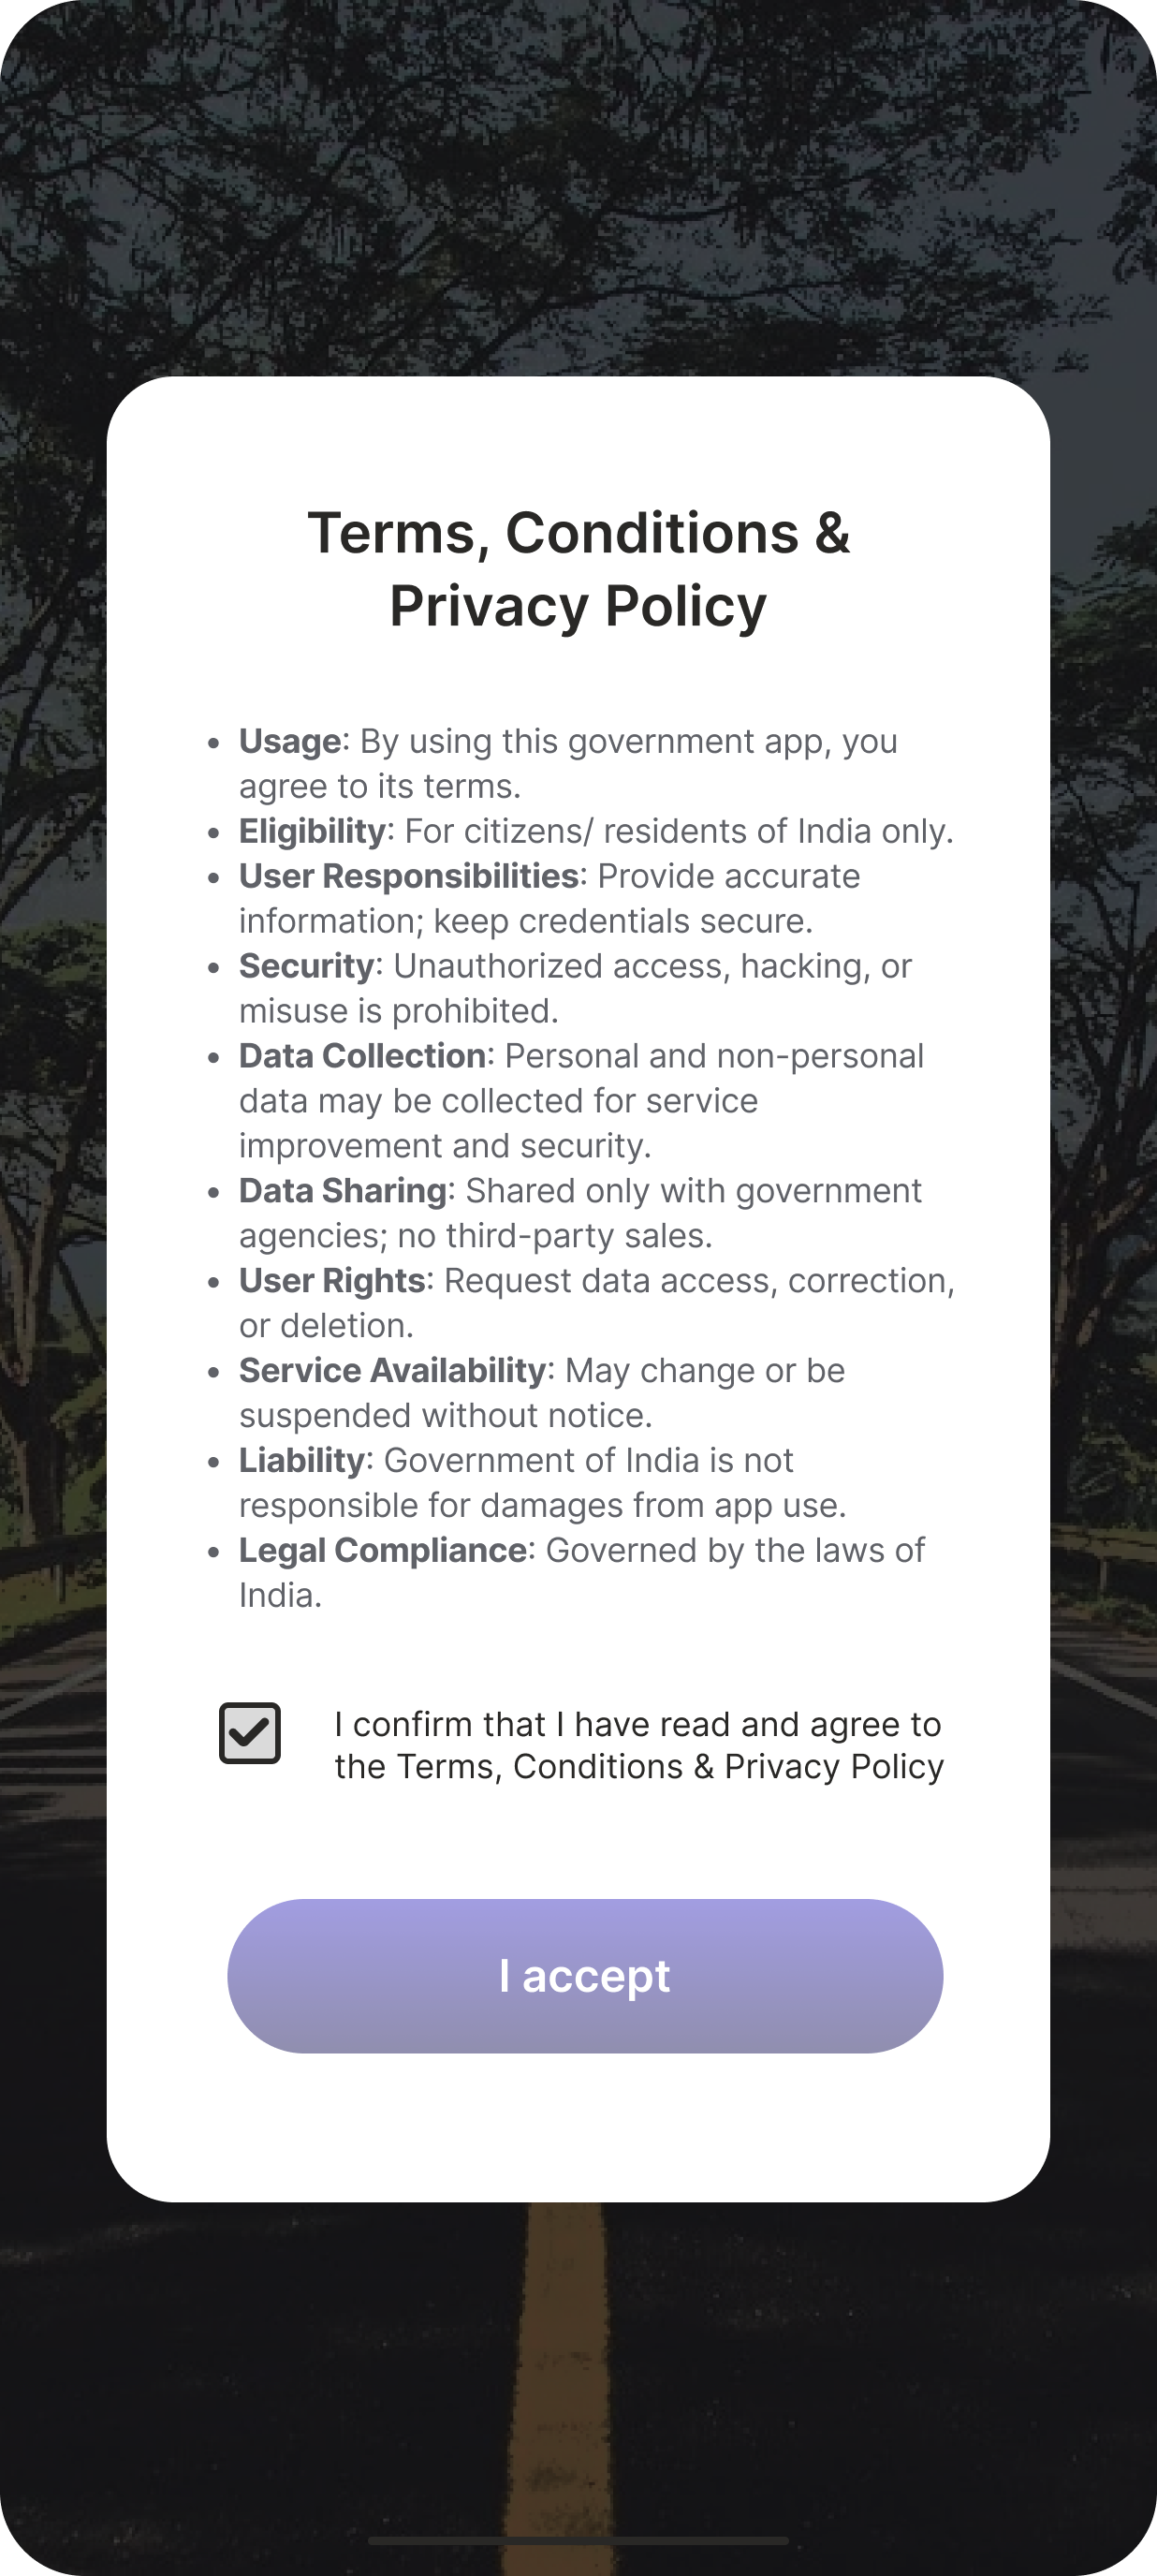 Terms, Conditions &
Privacy Policy
• Usage: By using this government app, you
agree to its terms.
• Eligibility: For citizens/ residents of India only.
• User Responsibilities: Provide accurate
information; keep credentials secure.
• Security: Unauthorized access, hacking, or
misuse is prohibited.
• Data Collection: Personal and non-personal
data may be collected for service
improvement and security.
• Data Sharing: Shared only with government
agencies; no third-party sales.
• User Rights: Request data access, correction,
or deletion.
• Service Availability: May change or be
suspended without notice.
• Liability: Government of India is not
responsible for damages from app use.
• Legal Compliance: Governed by the laws of
India.
I confirm that I have read and agree to
the Terms, Conditions & Privacy Policy
I accept